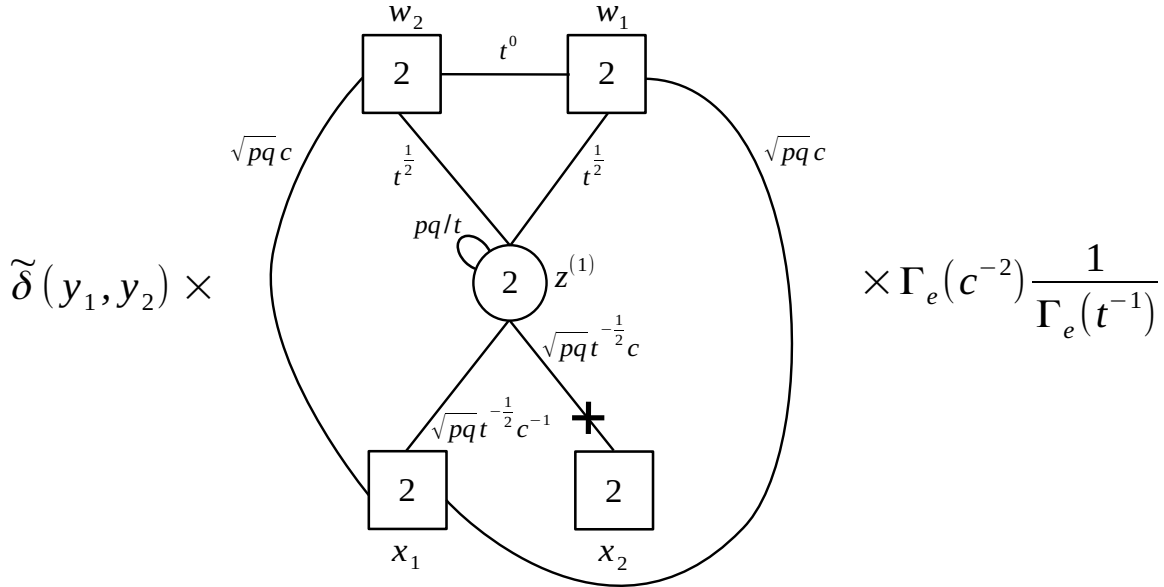 w₂ w₁
2 t⁰ 2
√pq c √pq c
t^½ t^½
pq/t
δ̃(y₁,y₂)× 2 z⁽¹⁾ ×Γₑ(c⁻²) 1/Γₑ(t⁻¹)
√pq t^-½ c
√pq t^-½ c⁻¹
2 2
x₁ x₂